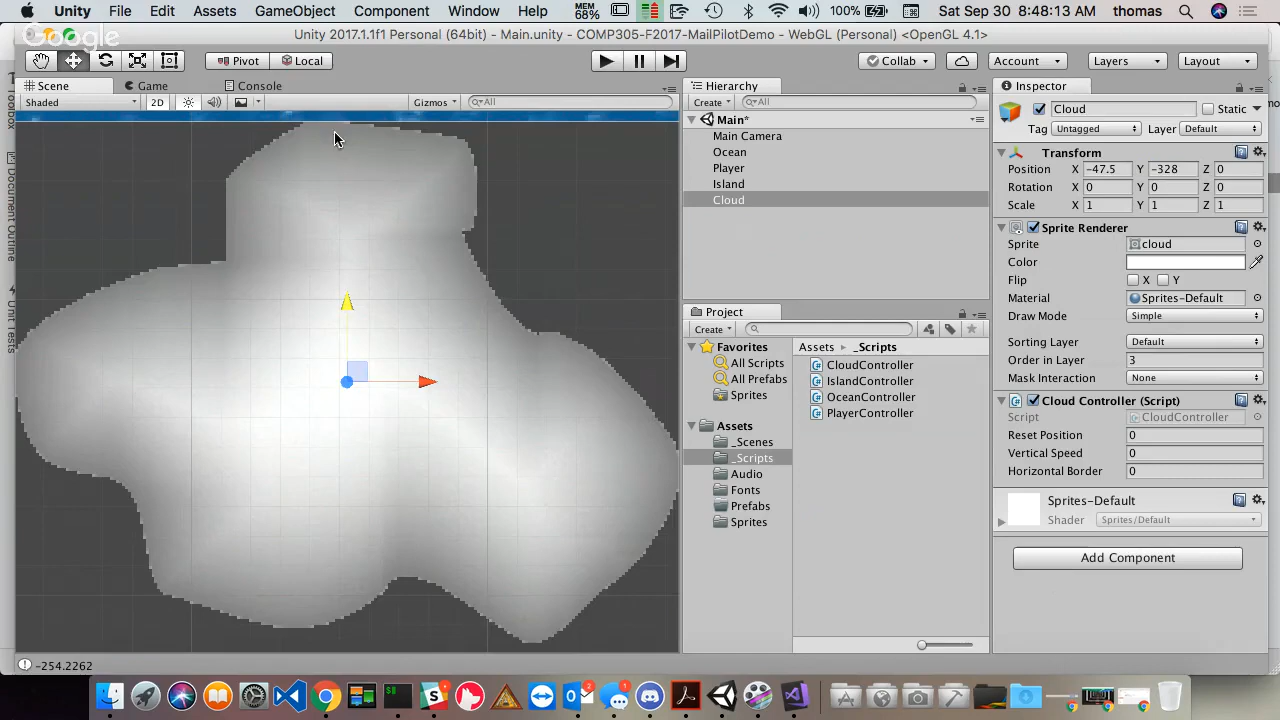 Unity File Edit Assets GameObject Component Window Help MEM 68% 100% Sat Sep 30 8:48:13 AM thomas
Google
Unity 2017.1.1f1 Personal (64bit) - Main.unity - COMP305-F2017-MailPilot - WebGL (Personal) <OpenGL 4.1>
Pivot Local Collab Account Layers Layout
Scene Game Console
Shaded 2D Gizmos All
Toolbox
Document Outline
Unit Tests
-254.2262
Hierarchy
Create All
Main*
Main Camera
Ocean
Player
Island
Cloud
Project
Create
Favorites
All Scripts
All Prefabs
Sprites
Assets
_Scenes
_Scripts
Audio
Fonts
Prefabs
Sprites
Assets _Scripts
CloudController
IslandController
OceanController
PlayerController
Inspector
Cloud Static
Tag Untagged Layer Default
Transform
Position X -47.5 Y -328 Z 0
Rotation X 0 Y 0 Z 0
Scale X 1 Y 1 Z 1
Sprite Renderer
Sprite cloud
Color
Flip X Y
Material Sprites-Default
Draw Mode Simple
Sorting Layer Default
Order in Layer 3
Mask Interaction None
Cloud Controller (Script)
Script CloudController
Reset Position 0
Vertical Speed 0
Horizontal Border 0
Sprites-Default
Shader Sprites/Default
Add Component